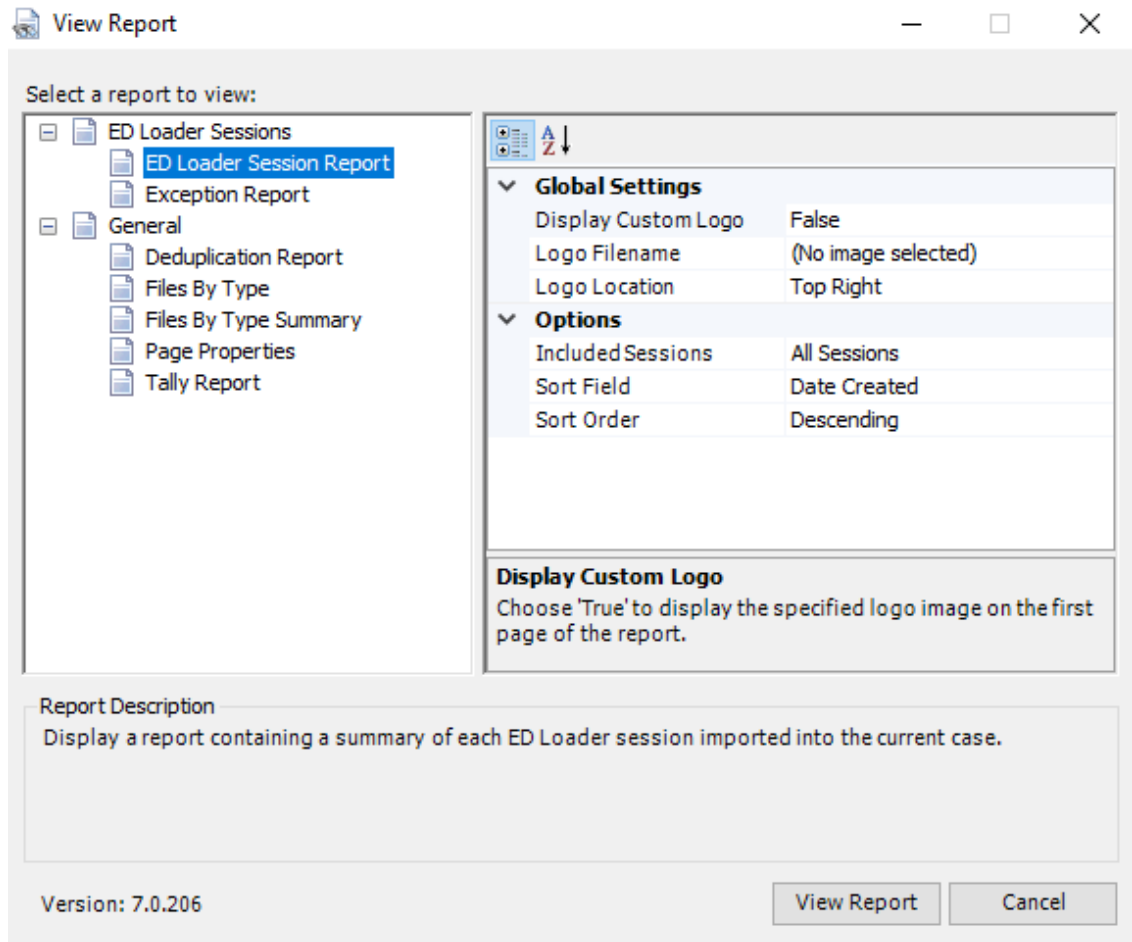 View Report
Select a report to view:
ED Loader Sessions
ED Loader Session Report
Exception Report
General
Deduplication Report
Files By Type
Files By Type Summary
Page Properties
Tally Report
A
Z
Global Settings
Display Custom Logo False
Logo Filename (No image selected)
Logo Location Top Right
Options
Included Sessions All Sessions
Sort Field Date Created
Sort Order Descending
Display Custom Logo
Choose 'True' to display the specified logo image on the first
page of the report.
Report Description
Display a report containing a summary of each ED Loader session imported into the current case.
Version: 7.0.206
View Report
Cancel